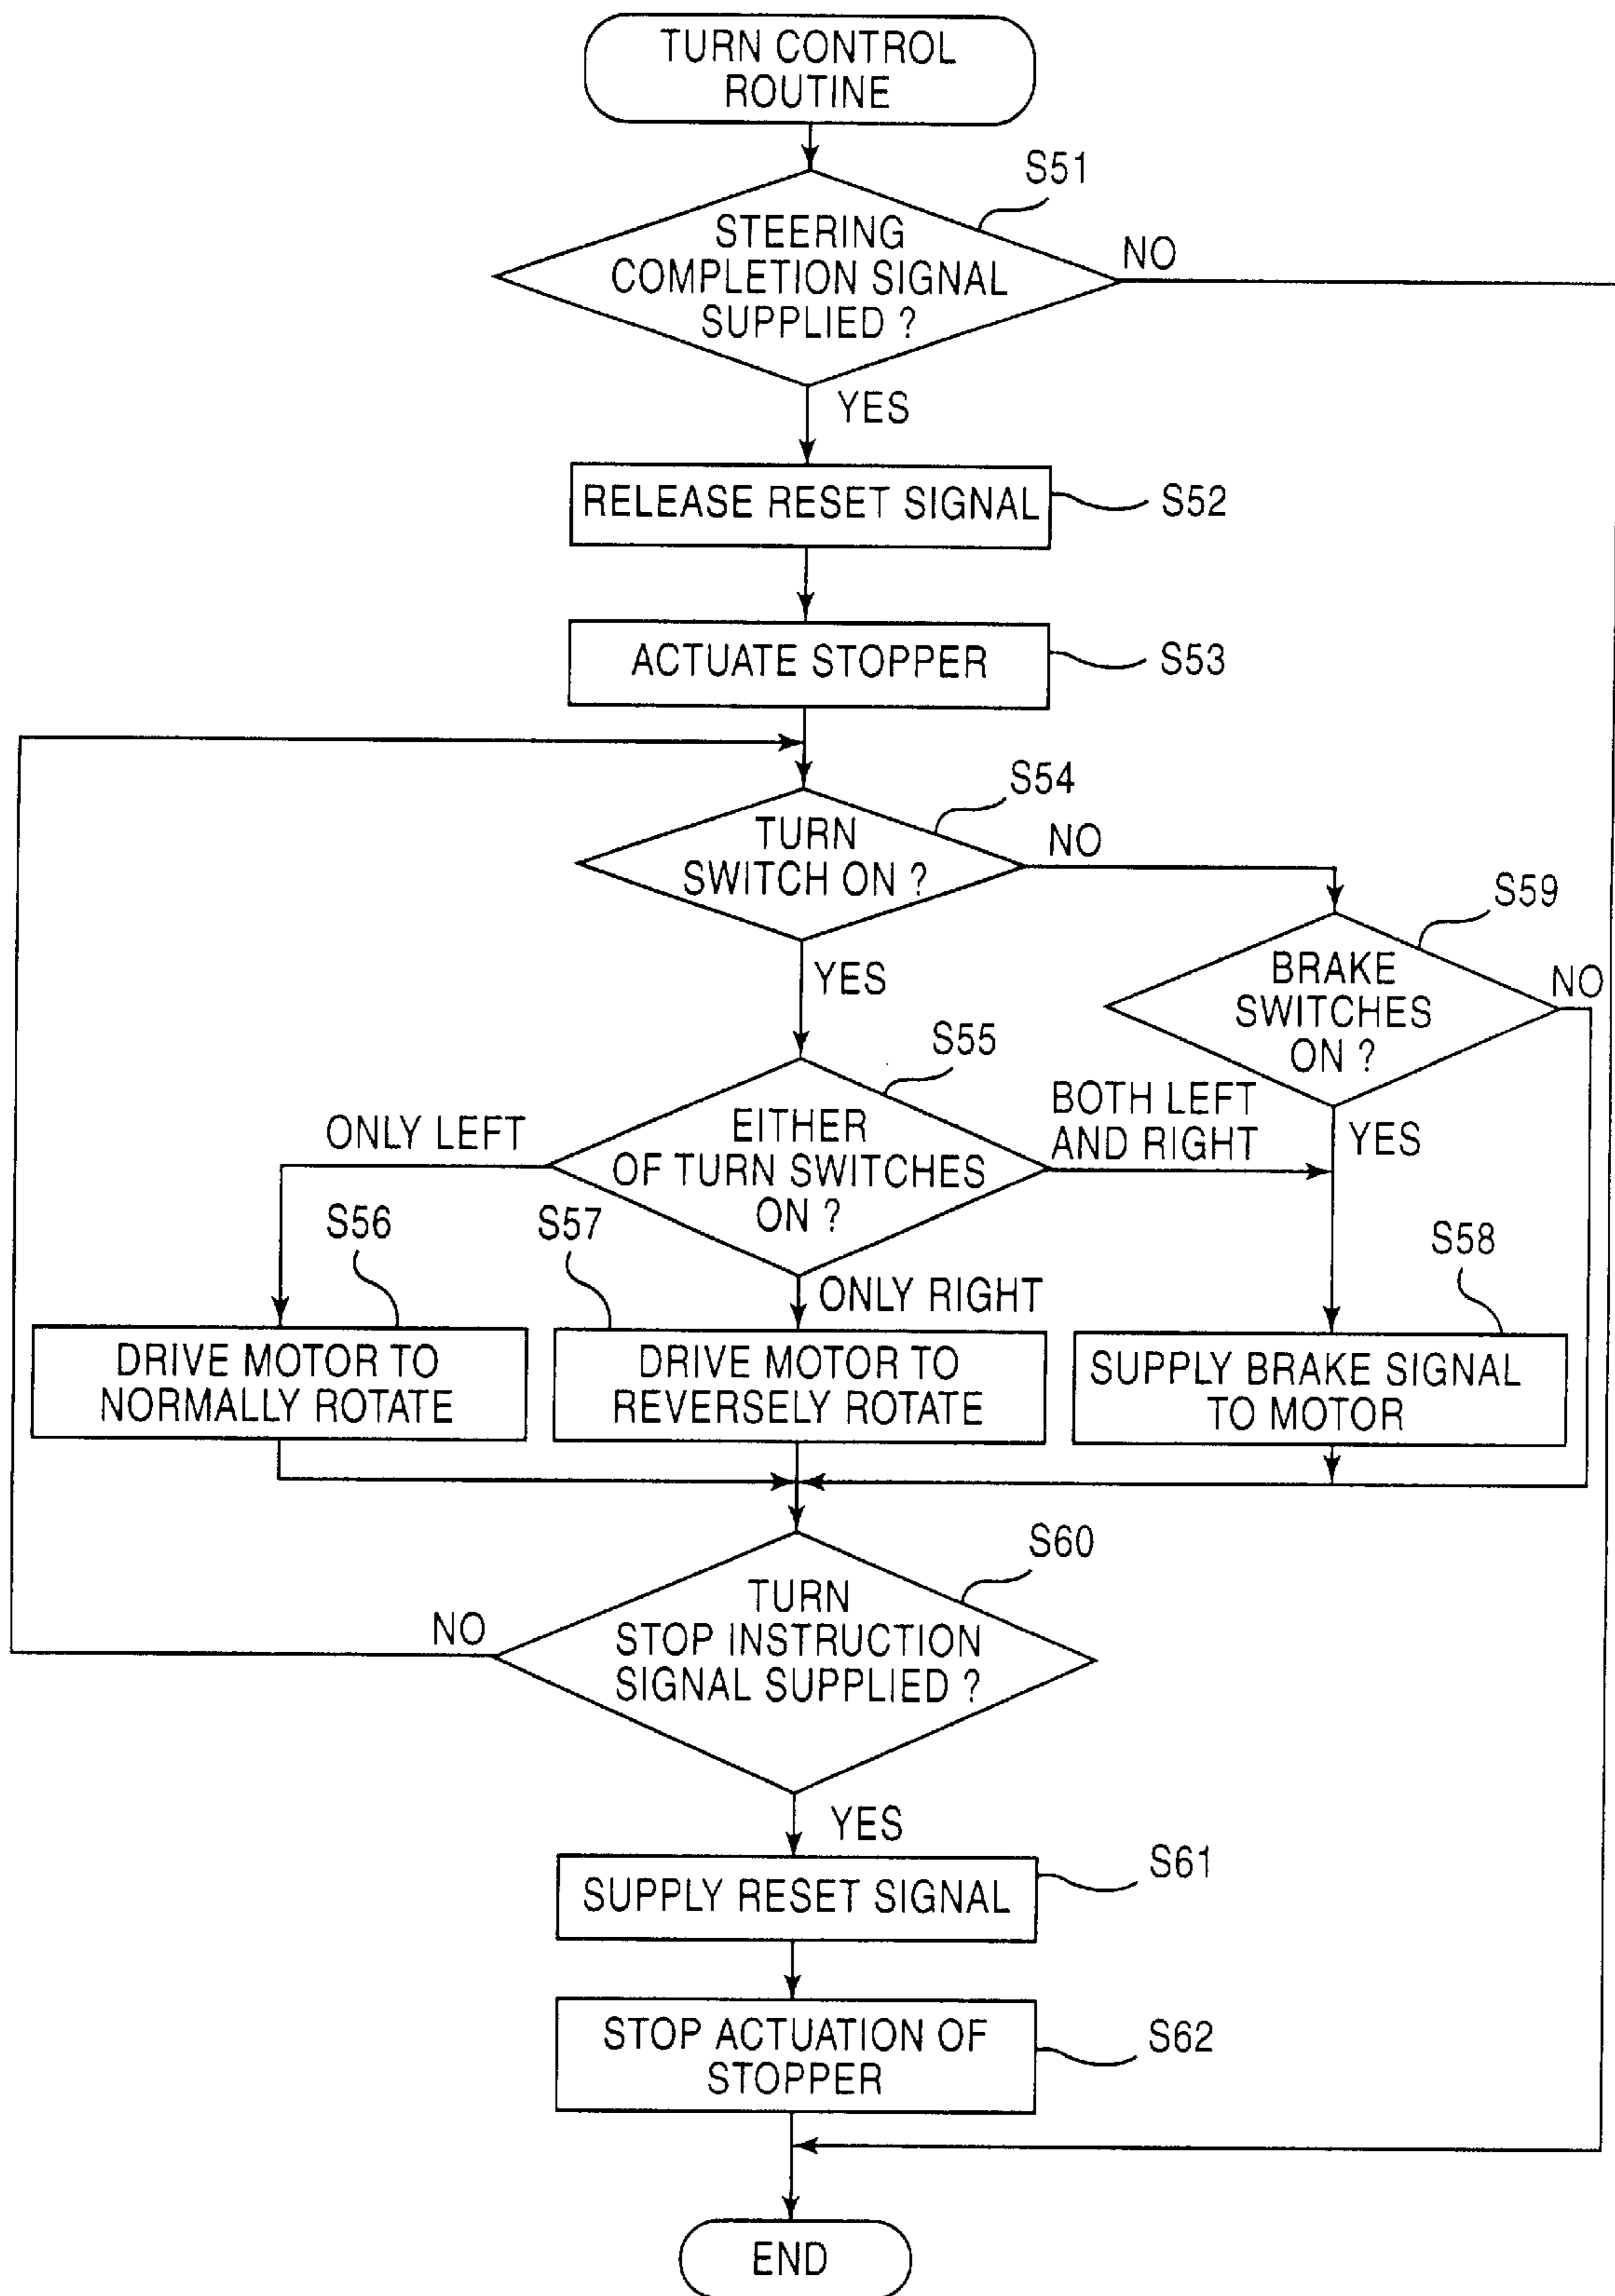 TURN CONTROL
ROUTINE
S51
STEERING
COMPLETION SIGNAL
SUPPLIED ?
NO
YES
RELEASE RESET SIGNAL
S52
ACTUATE STOPPER
S53
S54
TURN
SWITCH ON ?
NO
S59
BRAKE
SWITCHES
ON ?
NO
YES
YES
S55
EITHER
OF TURN SWITCHES
ON ?
ONLY LEFT
BOTH LEFT
AND RIGHT
S56
S57
ONLY RIGHT
S58
DRIVE MOTOR TO
NORMALLY ROTATE
DRIVE MOTOR TO
REVERSELY ROTATE
SUPPLY BRAKE SIGNAL
TO MOTOR
S60
TURN
STOP INSTRUCTION
SIGNAL SUPPLIED ?
NO
YES
SUPPLY RESET SIGNAL
S61
STOP ACTUATION OF
STOPPER
S62
END